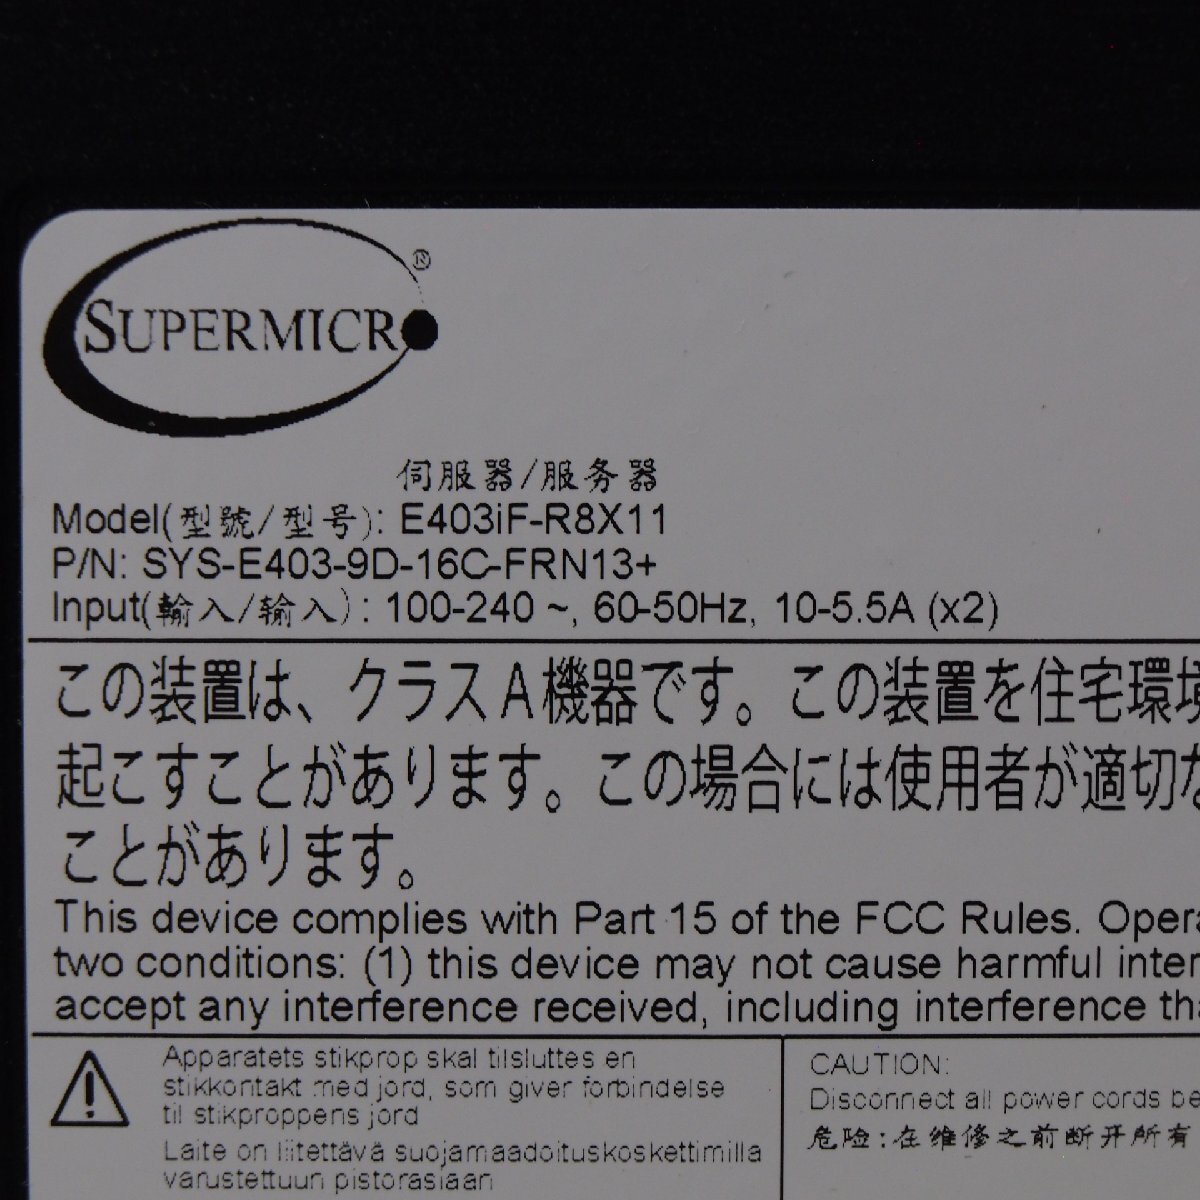 SUPERMICR®
伺服器/服务器
Model(型號/型号): E403iF-R8X11
P/N: SYS-E403-9D-16C-FRN13+
Input(輸入/输入): 100-240 ~, 60-50Hz, 10-5.5A (x2)
この装置は、クラスA機器です。この装置を住宅環境
起こすことがあります。この場合には使用者が適切な
ことがあります。
This device complies with Part 15 of the FCC Rules. Opera
two conditions: (1) this device may not cause harmful inter
accept any interference received, including interference tha
Apparatets stikprop skal tilsluttes en
stikkontakt med jord, som giver forbindelse
til stikproppens jord
Laite on liitettävä suojamaadoituskoskettimilla
varustettuun pistorasiaan
CAUTION:
Disconnect all power cords be
危险:在维修之前断开所有